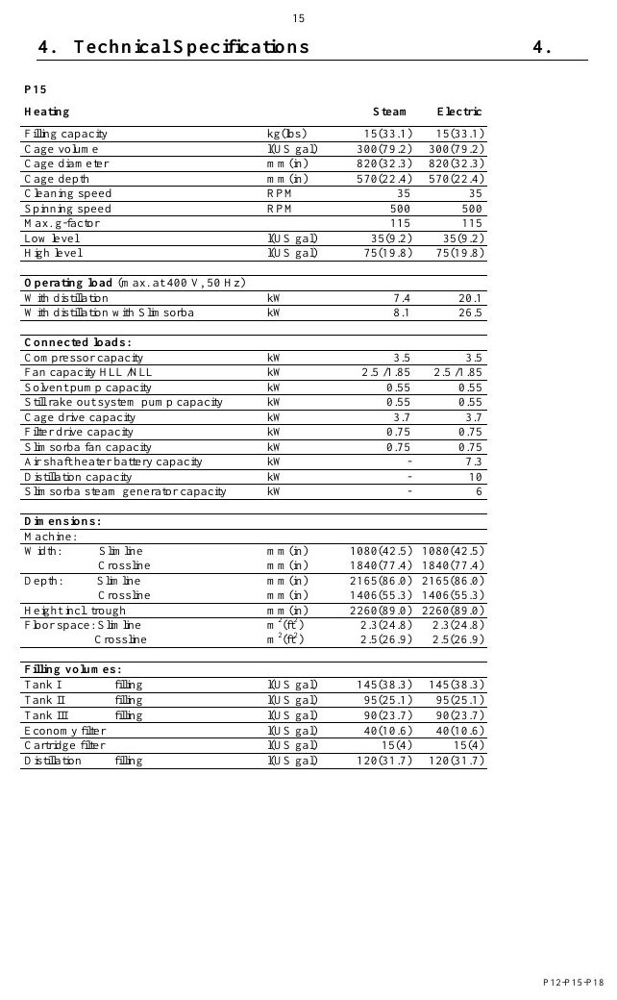 15
4. Technical Specifications 4.
P15
Heating Steam Electric
Filling capacity kg (lbs) 15 (33.1) 15 (33.1)
Cage volume l (US gal) 300 (79.2) 300 (79.2)
Cage diameter mm (in) 820 (32.3) 820 (32.3)
Cage depth mm (in) 570 (22.4) 570 (22.4)
Cleaning speed RPM 35 35
Spinning speed RPM 500 500
Max. g-factor 115 115
Low level l (US gal) 35 (9.2) 35 (9.2)
High level l (US gal) 75 (19.8) 75 (19.8)
Operating load (max. at 400 V, 50 Hz)
With distillation kW 7.4 20.1
With distillation with Slimsorba kW 8.1 26.5
Connected loads:
Compressor capacity kW 3.5 3.5
Fan capacity HLL/NLL kW 2.5/1.85 2.5/1.85
Solvent pump capacity kW 0.55 0.55
Still rake out system pump capacity kW 0.55 0.55
Cage drive capacity kW 3.7 3.7
Filter drive capacity kW 0.75 0.75
Slimsorba fan capacity kW 0.75 0.75
Air shaft heater battery capacity kW - 7.3
Distillation capacity kW - 10
Slimsorba steam generator capacity kW - 6
Dimensions:
Machine:
Width: Slimline mm (in) 1080 (42.5) 1080 (42.5)
Crossline mm (in) 1840 (77.4) 1840 (77.4)
Depth: Slimline mm (in) 2165 (86.0) 2165 (86.0)
Crossline mm (in) 1406 (55.3) 1406 (55.3)
Height incl. trough mm (in) 2260 (89.0) 2260 (89.0)
Floor space: Slimline m² (ft²) 2.3 (24.8) 2.3 (24.8)
Crossline m² (ft²) 2.5 (26.9) 2.5 (26.9)
Filling volumes:
Tank I filling l (US gal) 145 (38.3) 145 (38.3)
Tank II filling l (US gal) 95 (25.1) 95 (25.1)
Tank III filling l (US gal) 90 (23.7) 90 (23.7)
Economy filter l (US gal) 40 (10.6) 40 (10.6)
Cartridge filter l (US gal) 15 (4) 15 (4)
Distillation filling l (US gal) 120 (31.7) 120 (31.7)
P12-P15-P18